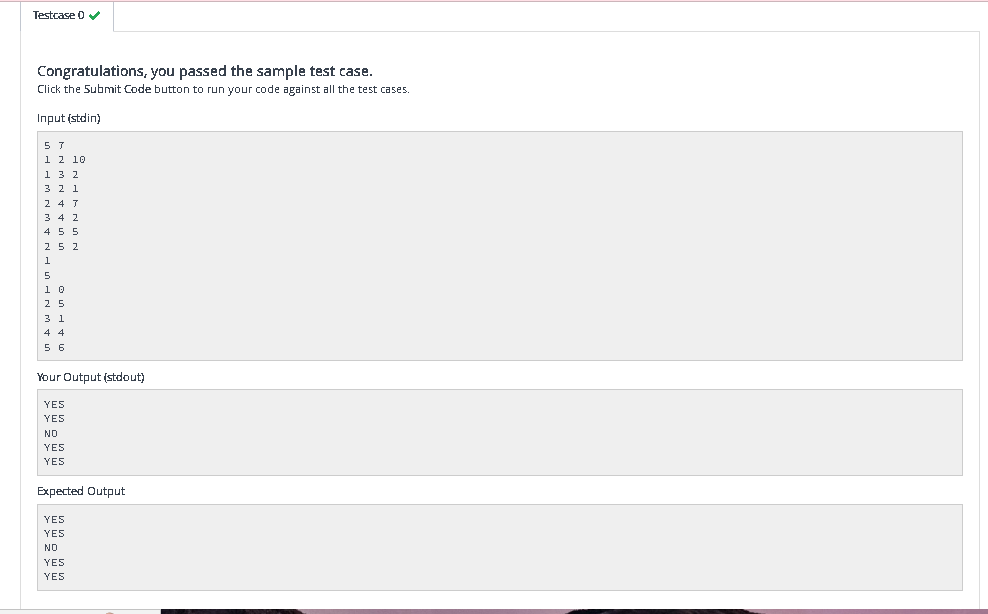 Testcase 0
Congratulations, you passed the sample test case.
Click the Submit Code button to run your code against all the test cases.
Input (stdin)
5 7
1 2 10
1 3 2
3 2 1
2 4 7
3 4 2
4 5 5
2 5 2
1
5
1 0
2 5
3 1
4 4
5 6
Your Output (stdout)
YES
YES
NO
YES
YES
Expected Output
YES
YES
NO
YES
YES